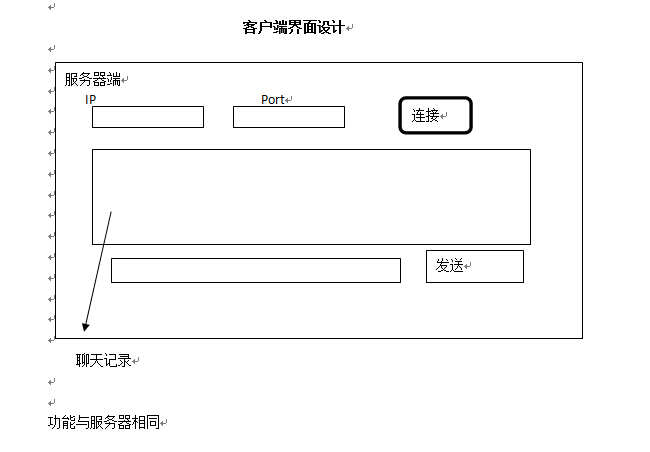 客户端界面设计
服务器端
IP
Port
连接
发送
聊天记录
功能与服务器相同